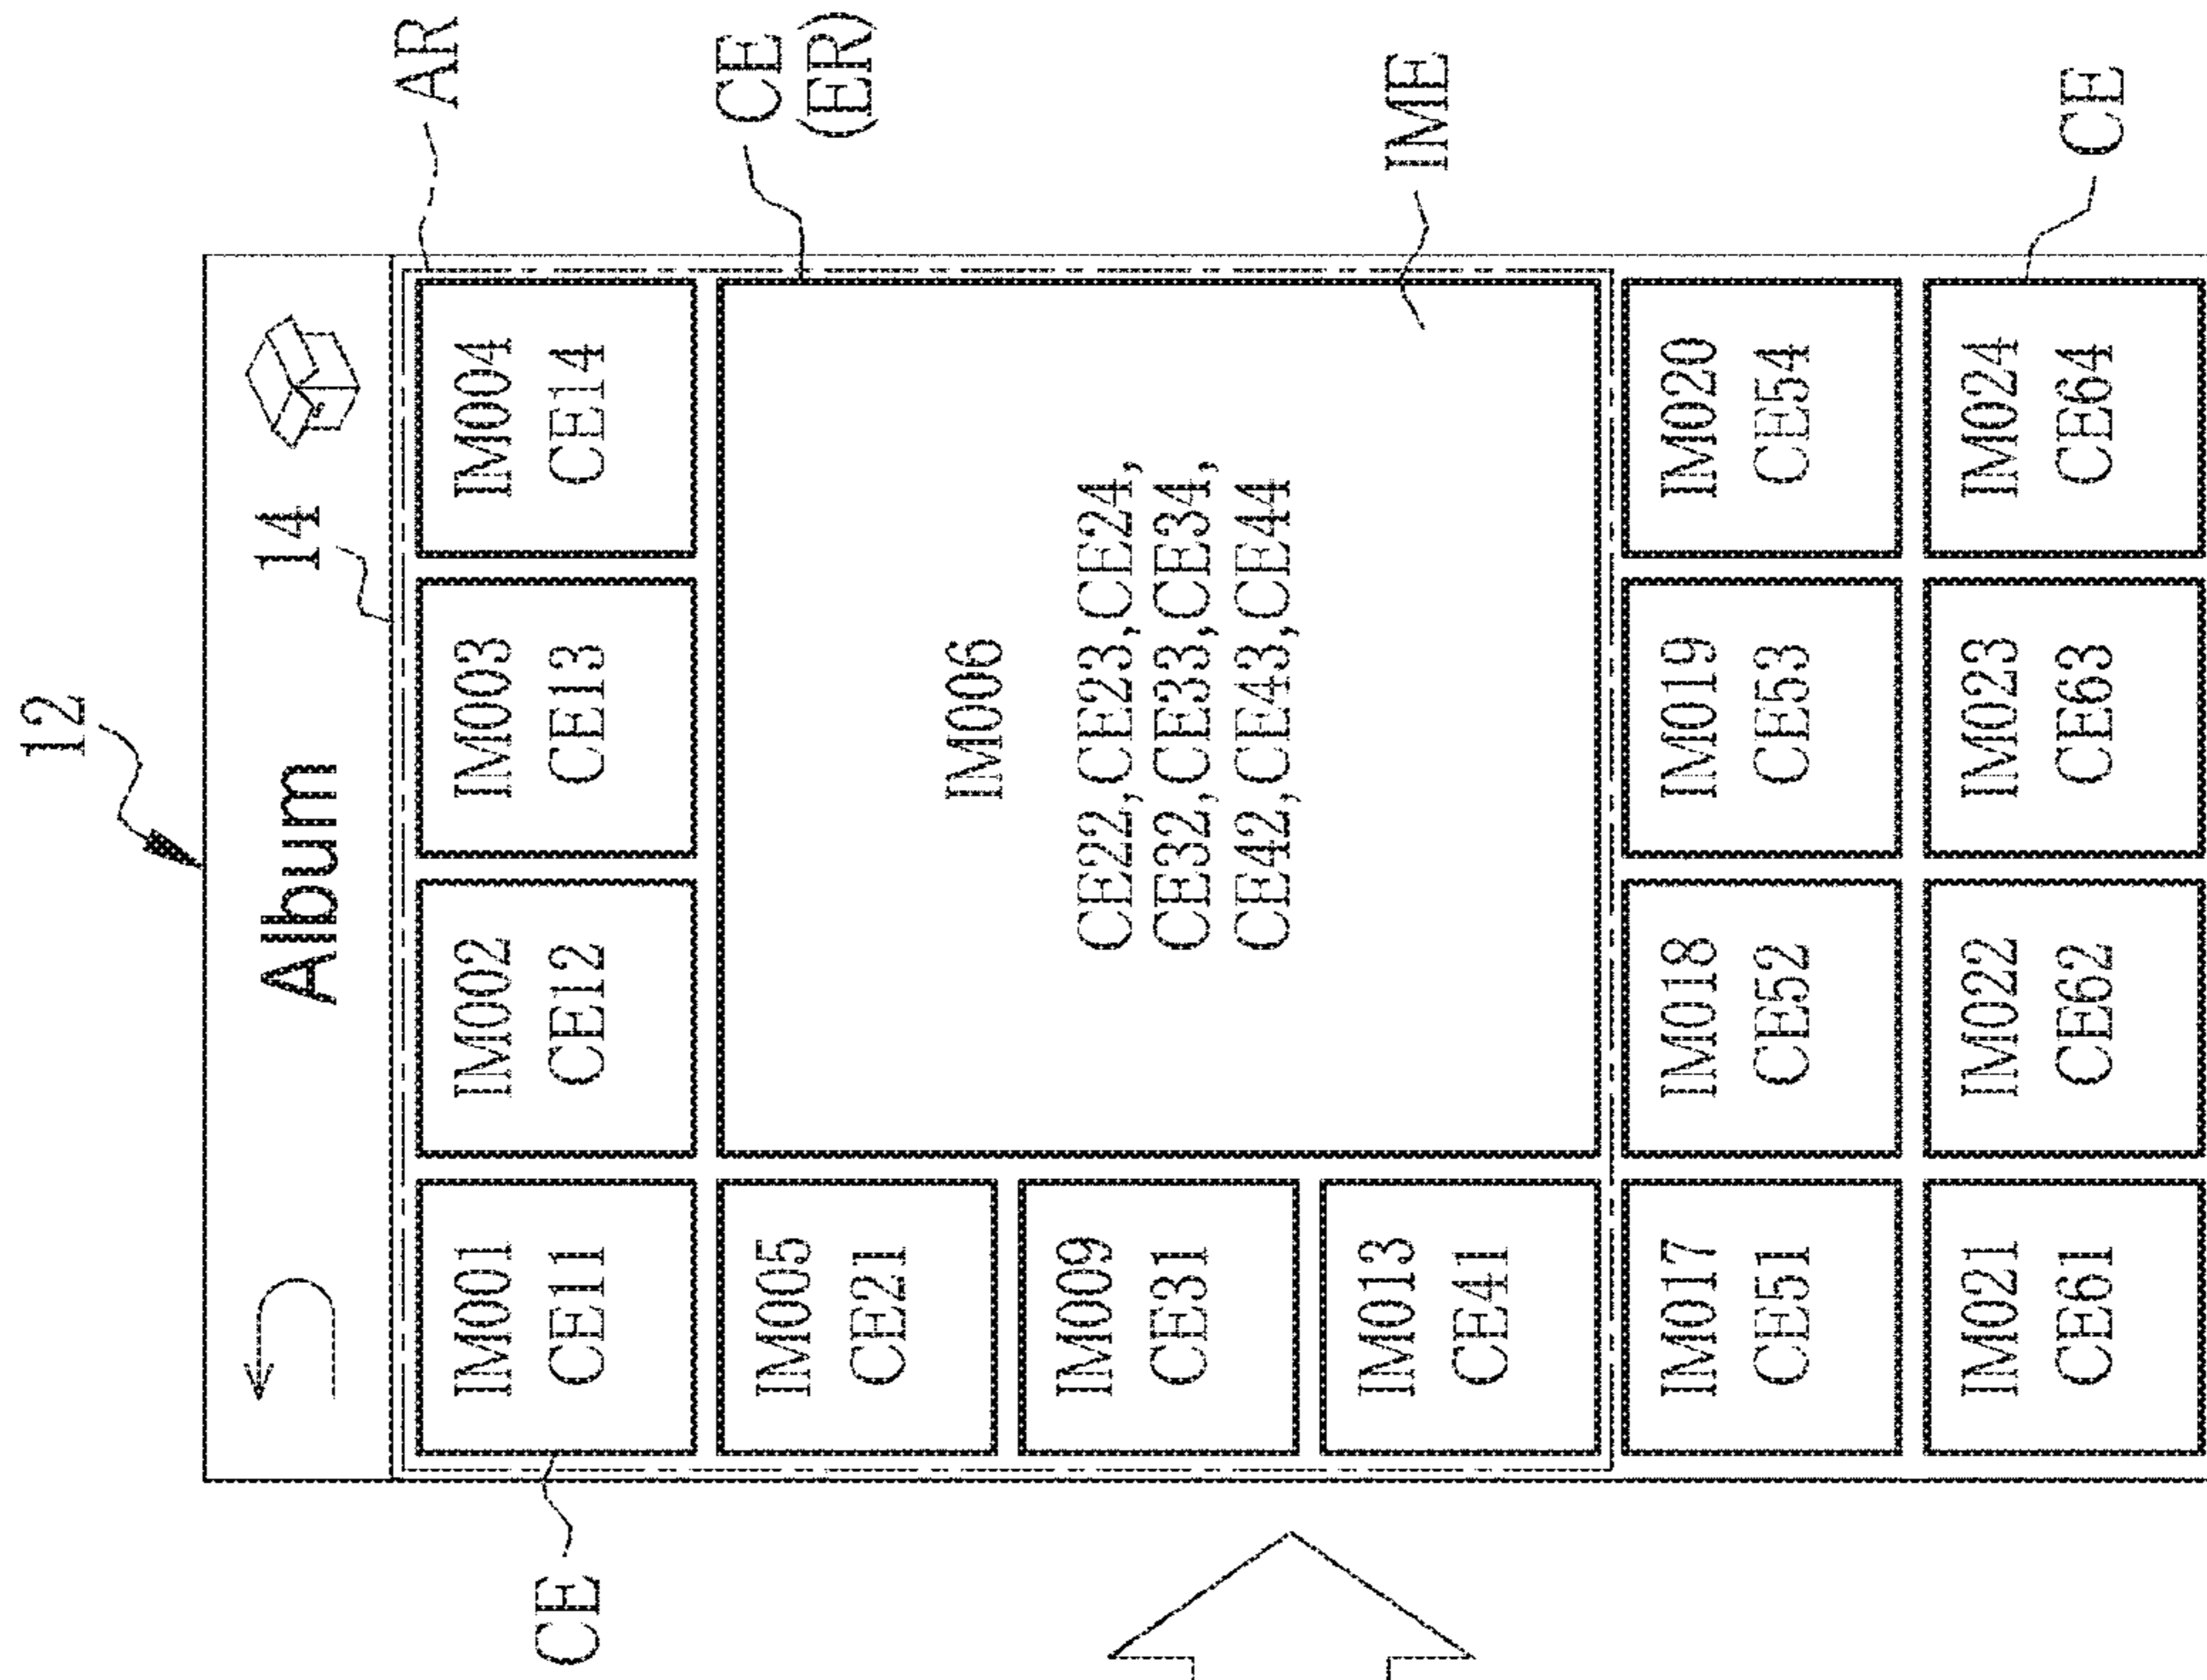 12
Album
14
AR
IM001 IM002 IM003 IM004
CE
CE11 CE12 CE13 CE14
CE
(ER)
IM005
CE21
IM006
CE22,CE23,CE24,
CE32,CE33,CE34,
CE42,CE43,CE44
IM009
CE31
IM013
CE41
IME
IM017 IM018 IM019 IM020
CE51 CE52 CE53 CE54
IM021 IM022 IM023 IM024
CE61 CE62 CE63 CE64
CE